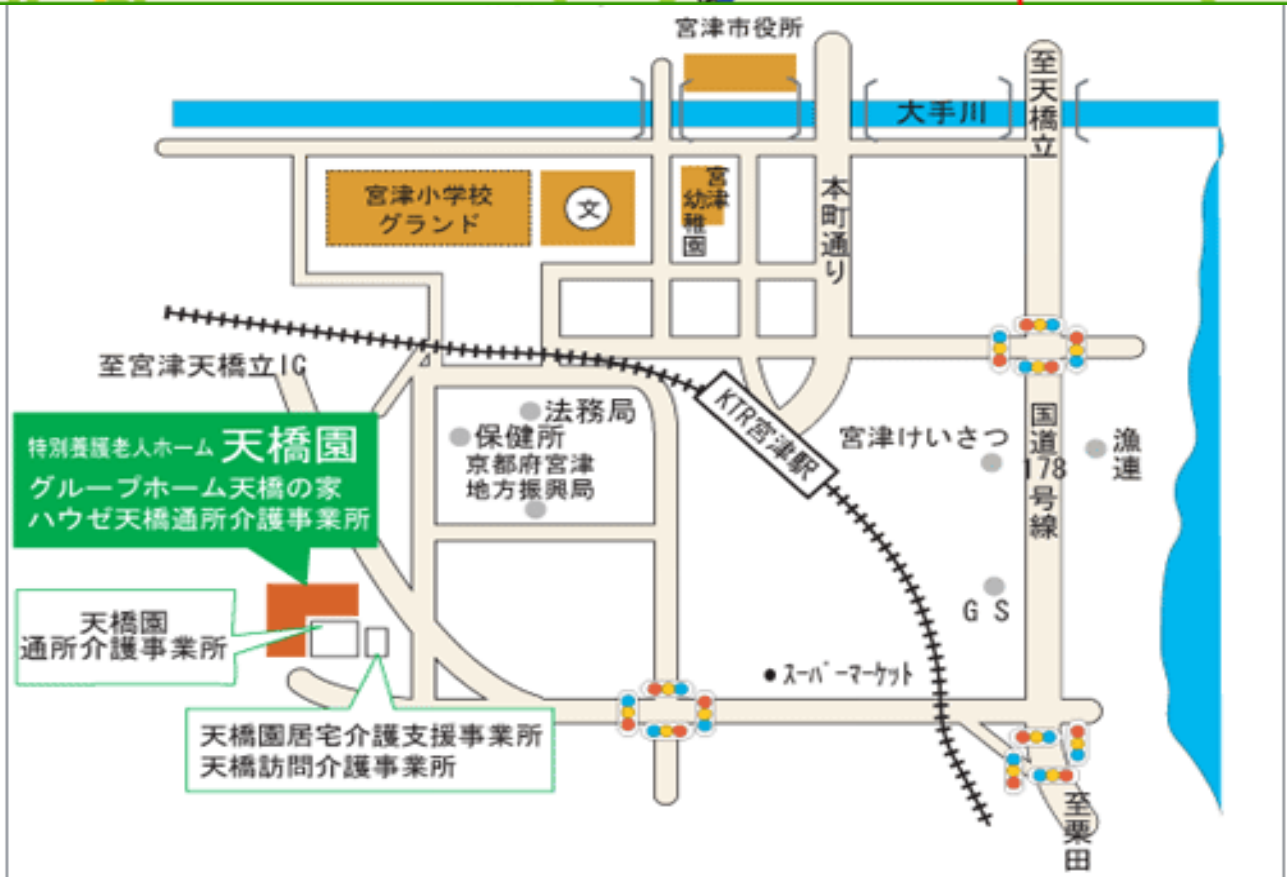 宮津市役所
至天橋立
大手川
宮津小学校
グランド
文
宮津
幼稚園
本町通り
至宮津天橋立IC
法務局
保健所
京都府宮津
地方振興局
KTR宮津駅
宮津けいさつ
国道
178
号線
漁連
特別養護老人ホーム 天橋園
グループホーム天橋の家
ハウゼ天橋通所介護事業所
天橋園
通所介護事業所
GS
スーパーマーケット
天橋園居宅介護支援事業所
天橋訪問介護事業所
至栗田